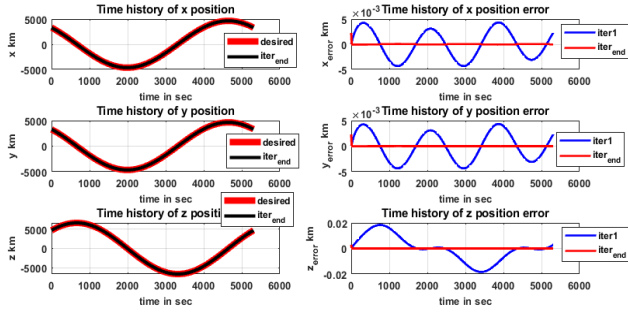 Time history of x position
x km
5000
0
-5000
0 1000 2000 3000 4000 5000 6000
time in sec
desired
iter_end
Time history of x position error
×10^-3
x_error km
5
0
-5
0 1000 2000 3000 4000 5000 6000
time in sec
iter1
iter_end
Time history of y position
y km
5000
0
-5000
0 1000 2000 3000 4000 5000 6000
time in sec
desired
iter_end
Time history of y position error
×10^-3
y_error km
5
0
-5
0 1000 2000 3000 4000 5000 6000
time in sec
iter1
iter_end
Time history of z positi
z km
5000
0
-5000
0 1000 2000 3000 4000 5000 6000
time in sec
desired
iter_end
Time history of z position error
z_error km
0.02
0
-0.02
0 1000 2000 3000 4000 5000 6000
time in sec
iter1
iter_end